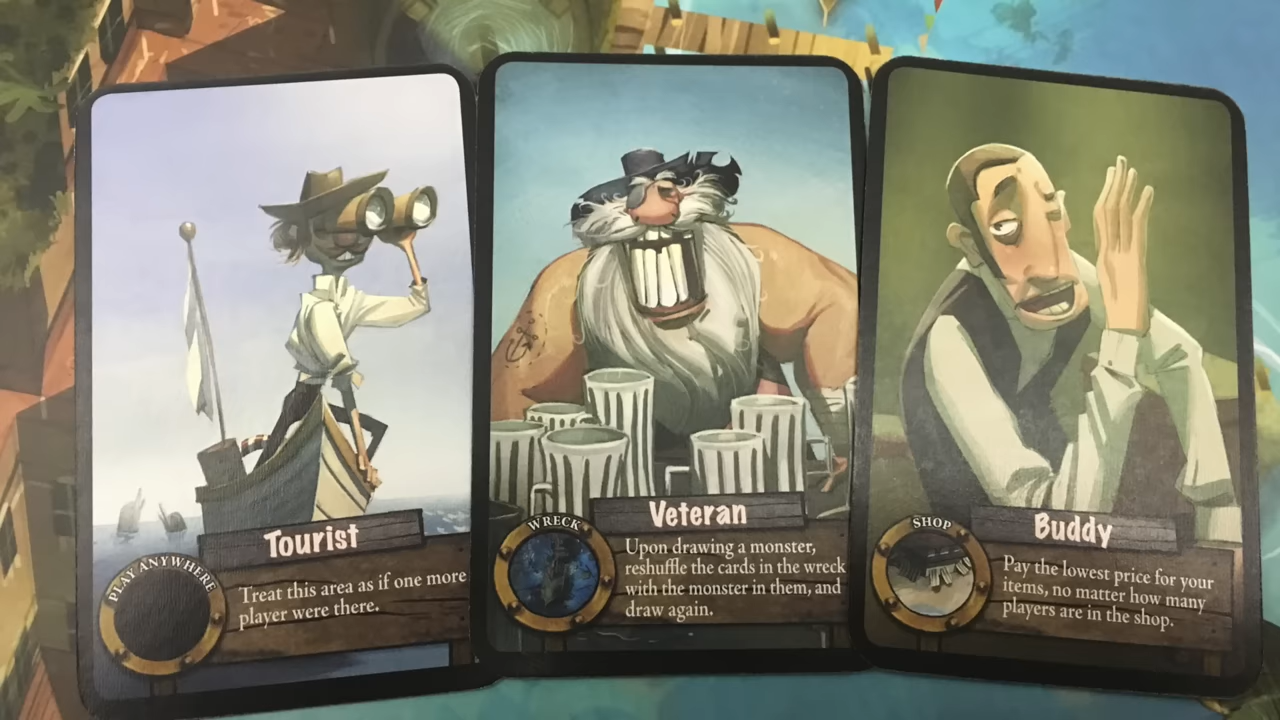 Tourist
PLAY ANYWHERE
Treat this area as if one more
player were there.
Veteran
WRECK
Upon drawing a monster,
reshuffle the cards in the wreck
with the monster in them, and
draw again.
Buddy
SHOP
Pay the lowest price for your
items, no matter how many
players are in the shop.